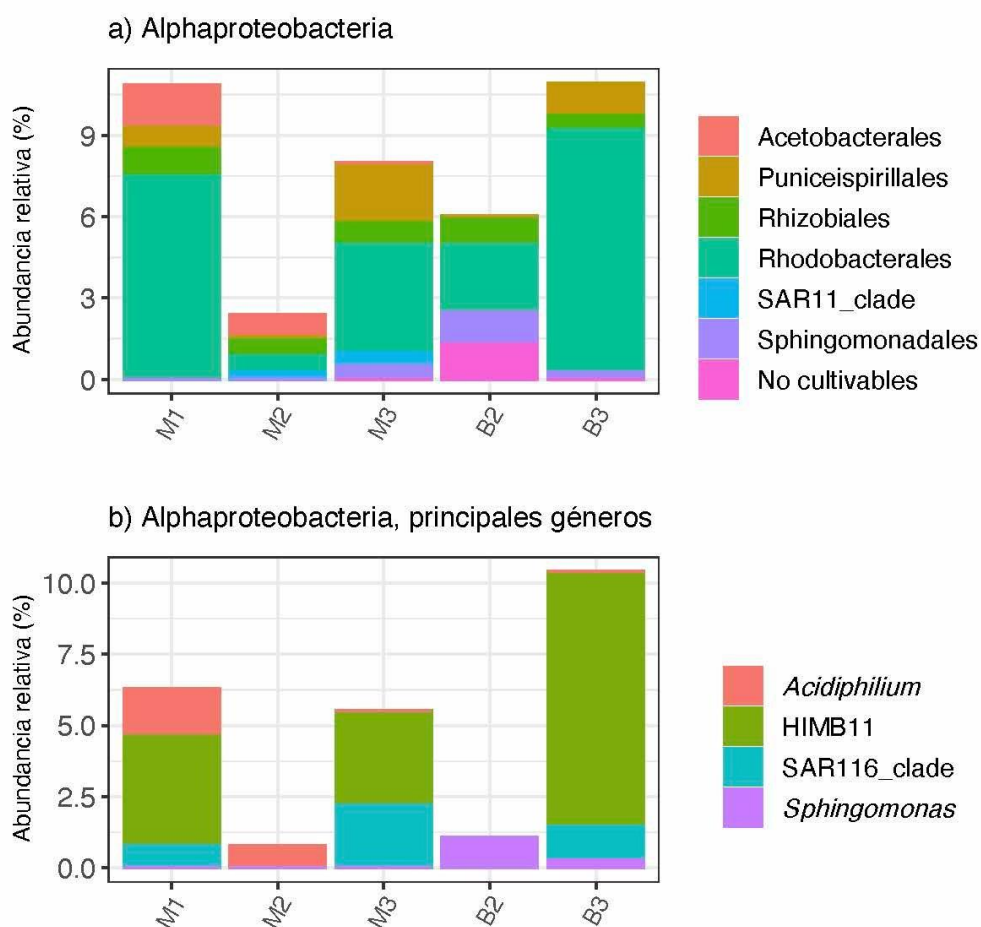 a) Alphaproteobacteria
Abundancia relativa (%)
9
6
3
0
M1
M2
M3
B2
B3
Acetobacterales
Puniceispirillales
Rhizobiales
Rhodobacterales
SAR11_clade
Sphingomonadales
No cultivables
b) Alphaproteobacteria, principales géneros
Abundancia relativa (%)
10.0
7.5
5.0
2.5
0.0
M1
M2
M3
B2
B3
Acidiphilium
HIMB11
SAR116_clade
Sphingomonas